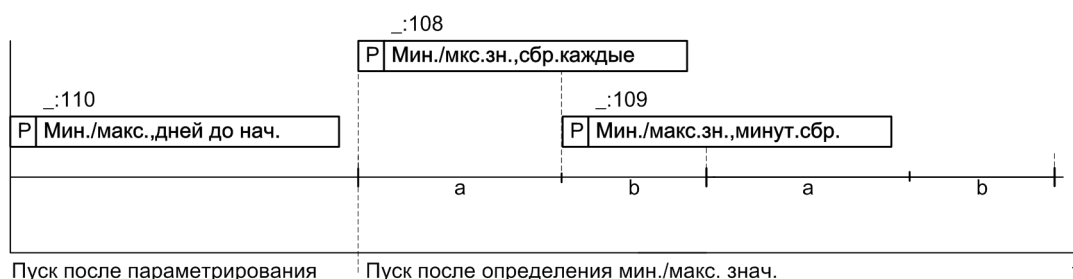 _:108
P Мин./мкс.зн.,сбр.каждые
_:110
_:109
P Мин./макс.,дней до нач.
P Мин./макс.зн.,минут.сбр.
a b a b
Пуск после параметрирования Пуск после определения мин./макс. знач.